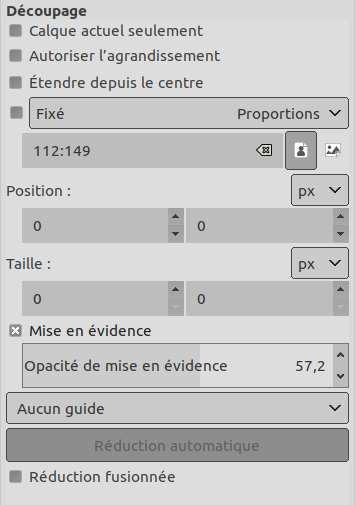 Découpage
Calque actuel seulement
Autoriser l’agrandissement
Étendre depuis le centre
Fixé Proportions
112:149
Position : px
0 0
Taille : px
0 0
Mise en évidence
Opacité de mise en évidence 57,2
Aucun guide
Réduction automatique
Réduction fusionnée